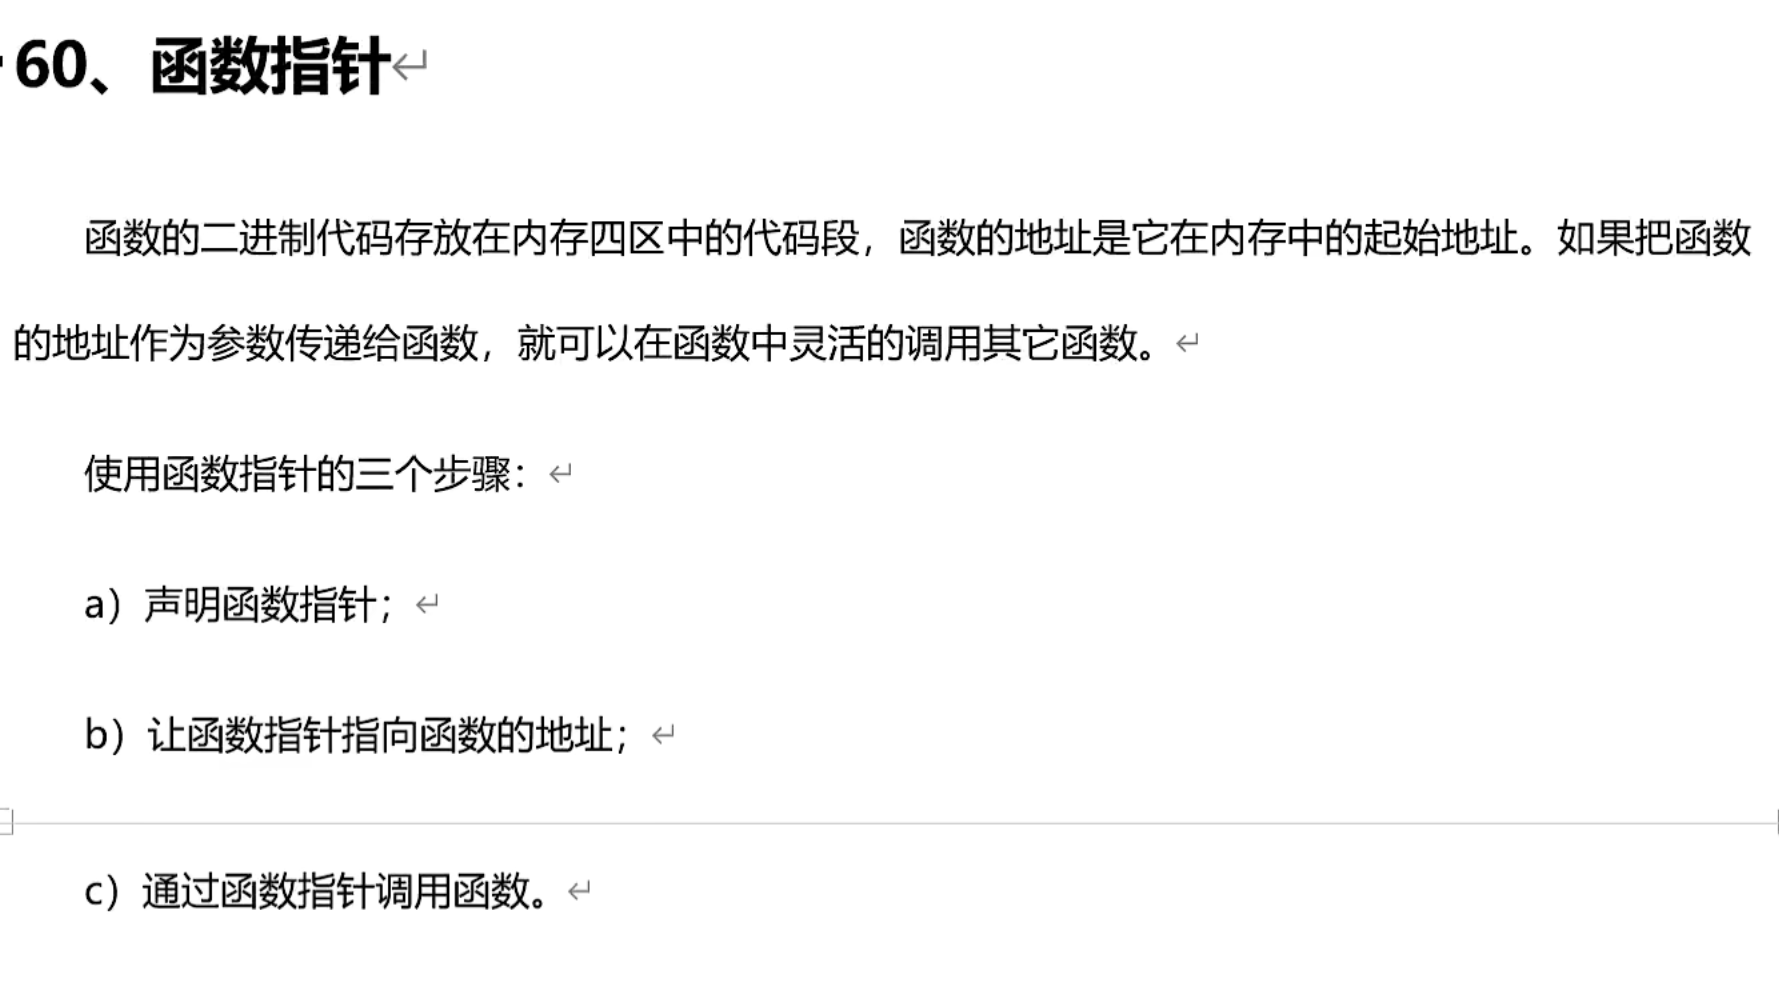 60、函数指针
函数的二进制代码存放在内存四区中的代码段，函数的地址是它在内存中的起始地址。如果把函数
的地址作为参数传递给函数，就可以在函数中灵活的调用其它函数。
使用函数指针的三个步骤：
a）声明函数指针；
b）让函数指针指向函数的地址；
c）通过函数指针调用函数。